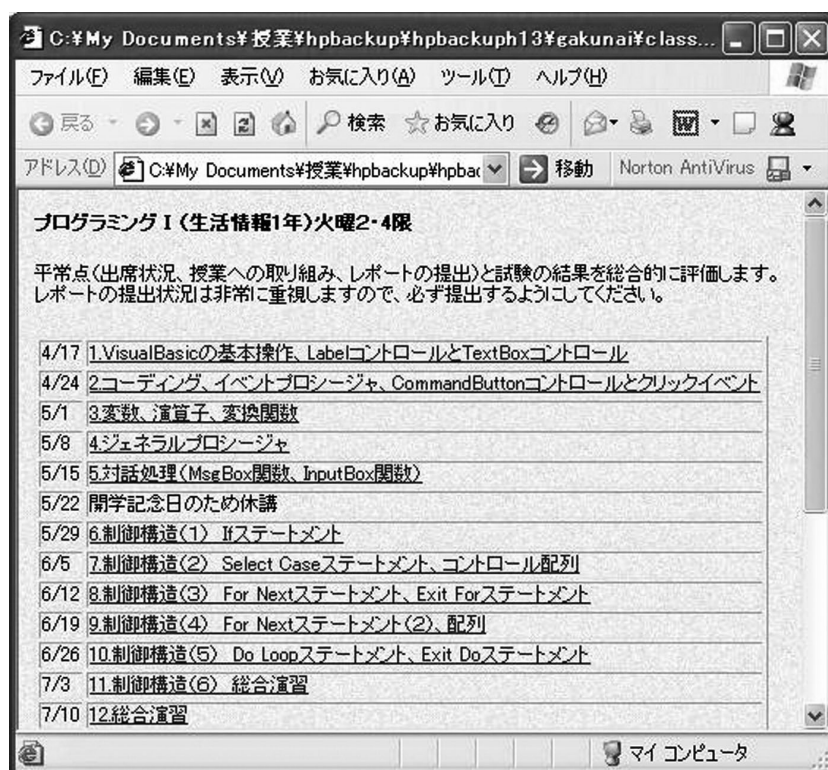 C:¥My Documents¥授業¥hpbackup¥hpbackuph13¥gakunai¥class...
ファイル(F) 編集(E) 表示(V) お気に入り(A) ツール(T) ヘルプ(H)
戻る 検索 お気に入り
アドレス(D) C:¥My Documents¥授業¥hpbackup¥hpbac 移動 Norton AntiVirus
プログラミングⅠ(生活情報1年)火曜2・4限
平常点(出席状況、授業への取り組み、レポートの提出)と試験の結果を総合的に評価します。
レポートの提出状況は非常に重視しますので、必ず提出するようにしてください。
4/17 1.VisualBasicの基本操作、LabelコントロールとTextBoxコントロール
4/24 2.コーディング、イベントプロシージャ、CommandButtonコントロールとクリックイベント
5/1 3.変数、演算子、変換関数
5/8 4.ジェネラルプロシージャ
5/15 5.対話処理(MsgBox関数、InputBox関数)
5/22 開学記念日のため休講
5/29 6.制御構造(1) Ifステートメント
6/5 7.制御構造(2) Select Caseステートメント、コントロール配列
6/12 8.制御構造(3) For Nextステートメント、Exit Forステートメント
6/19 9.制御構造(4) For Nextステートメント(2)、配列
6/26 10.制御構造(5) Do Loopステートメント、Exit Doステートメント
7/3 11.制御構造(6) 総合演習
7/10 12.総合演習
マイ コンピュータ